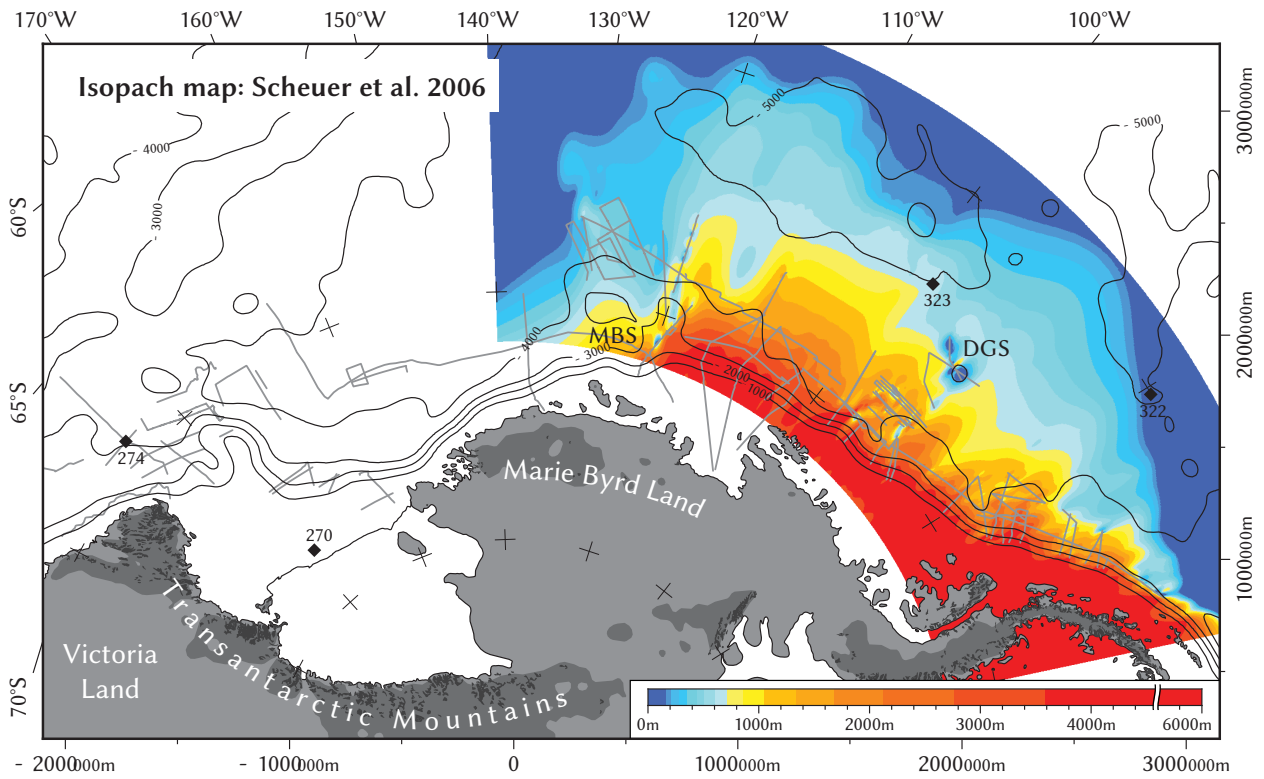 170°W 160°W 150°W 140°W 130°W 120°W 110°W 100°W
Isopach map: Scheuer et al. 2006
- 5000
- 5000
- 4000
- 3000
3000000m
60°S
323
MBS
- 4000
- 3000
DGS
2000000m
- 2000
- 1000
65°S
322
274
Marie Byrd Land
270
1000000m
Transantarctic Mountains
Victoria
Land
70°S
0m 1000m 2000m 3000m 4000m 6000m
- 2000000m - 1000000m 0 1000000m 2000000m 3000000m